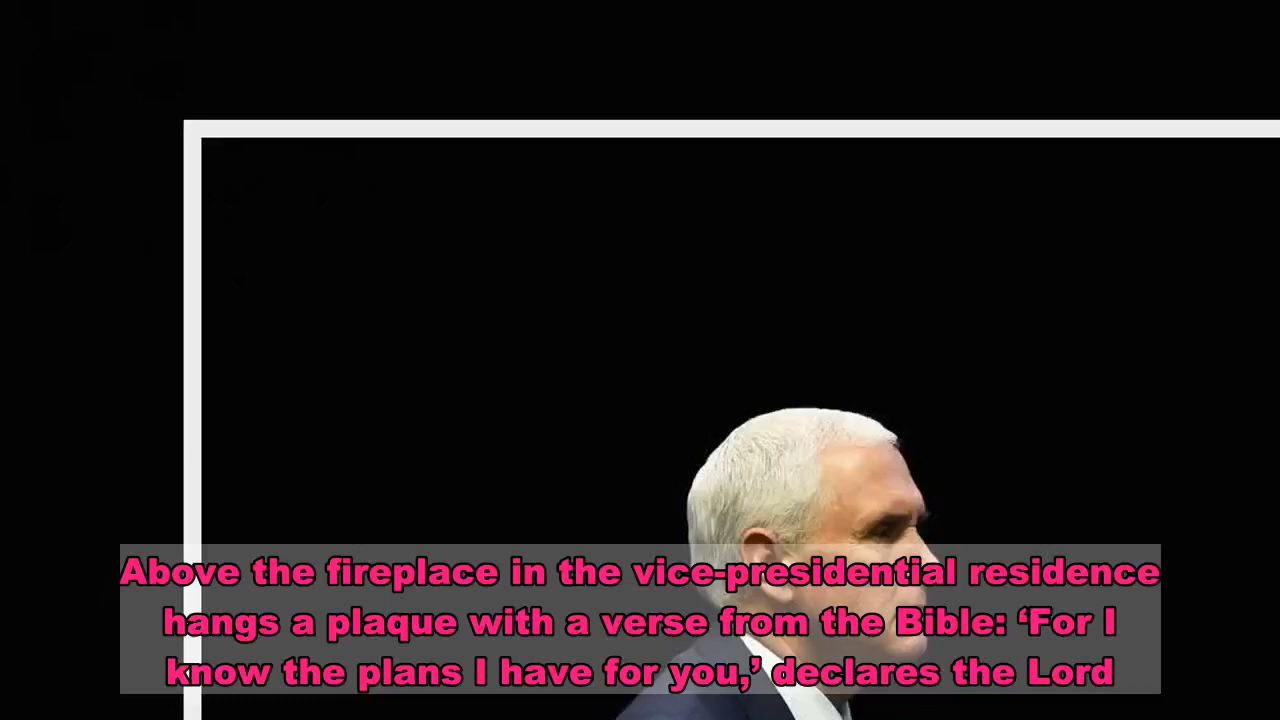 Above the fireplace in the vice-presidential residence
hangs a plaque with a verse from the Bible: ‘For I
know the plans I have for you,’ declares the Lord